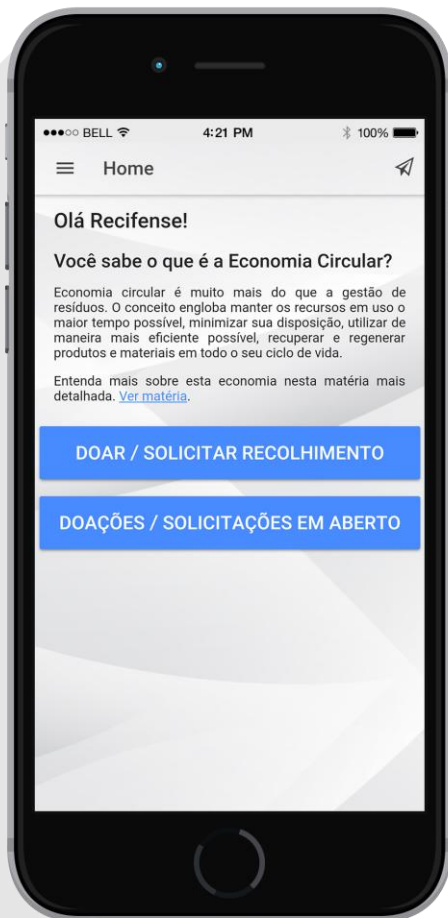 BELL 4:21 PM 100%
Home
Olá Recifense!
Você sabe o que é a Economia Circular?
Economia circular é muito mais do que a gestão de
resíduos. O conceito engloba manter os recursos em uso o
maior tempo possível, minimizar sua disposição, utilizar de
maneira mais eficiente possível, recuperar e regenerar
produtos e materiais em todo o seu ciclo de vida.
Entenda mais sobre esta economia nesta matéria mais
detalhada. Ver matéria.
DOAR / SOLICITAR RECOLHIMENTO
DOAÇÕES / SOLICITAÇÕES EM ABERTO